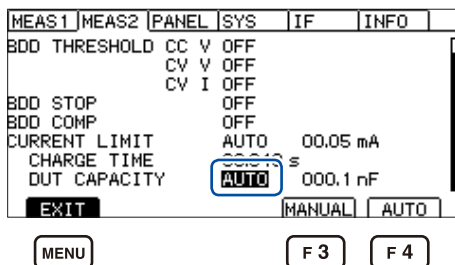 MEAS1 MEAS2 PANEL SYS IF INFO
BDD THRESHOLD CC V OFF
CV V OFF
CV I OFF
BDD STOP OFF
BDD COMP OFF
CURRENT LIMIT AUTO 00.05 mA
CHARGE TIME s
DUT CAPACITY AUTO 000.1 nF
EXIT MANUAL AUTO
MENU F 3 F 4